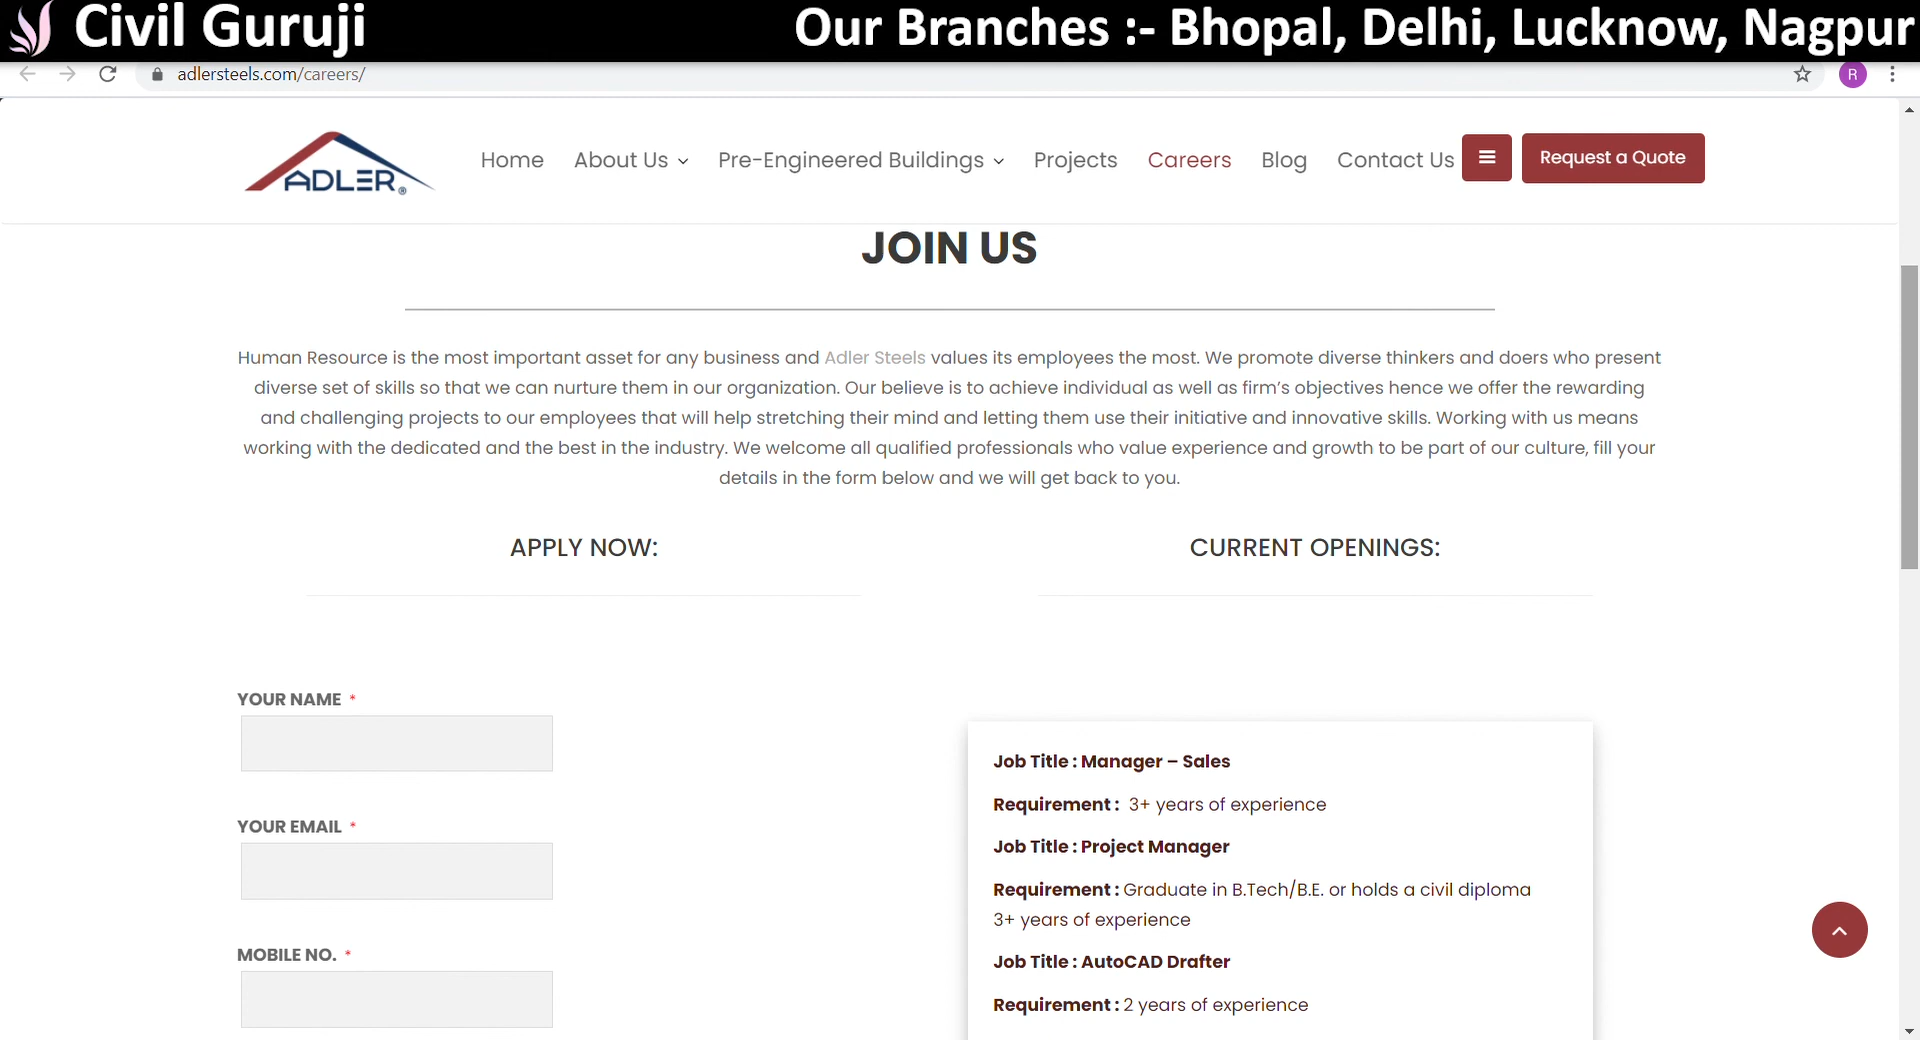 Civil Guruji
Our Branches :- Bhopal, Delhi, Lucknow, Nagpur
adlersteels.com/careers/
R
ADLER®
Home
About Us
Pre-Engineered Buildings
Projects
Careers
Blog
Contact Us
Request a Quote
JOIN US
Human Resource is the most important asset for any business and Adler Steels values its employees the most. We promote diverse thinkers and doers who present
diverse set of skills so that we can nurture them in our organization. Our believe is to achieve individual as well as firm's objectives hence we offer the rewarding
and challenging projects to our employees that will help stretching their mind and letting them use their initiative and innovative skills. Working with us means
working with the dedicated and the best in the industry. We welcome all qualified professionals who value experience and growth to be part of our culture, fill your
details in the form below and we will get back to you.
APPLY NOW:
YOUR NAME *
YOUR EMAIL *
MOBILE NO. *
CURRENT OPENINGS:
Job Title : Manager – Sales
Requirement : 3+ years of experience
Job Title : Project Manager
Requirement : Graduate in B.Tech/B.E. or holds a civil diploma
3+ years of experience
Job Title : AutoCAD Drafter
Requirement : 2 years of experience